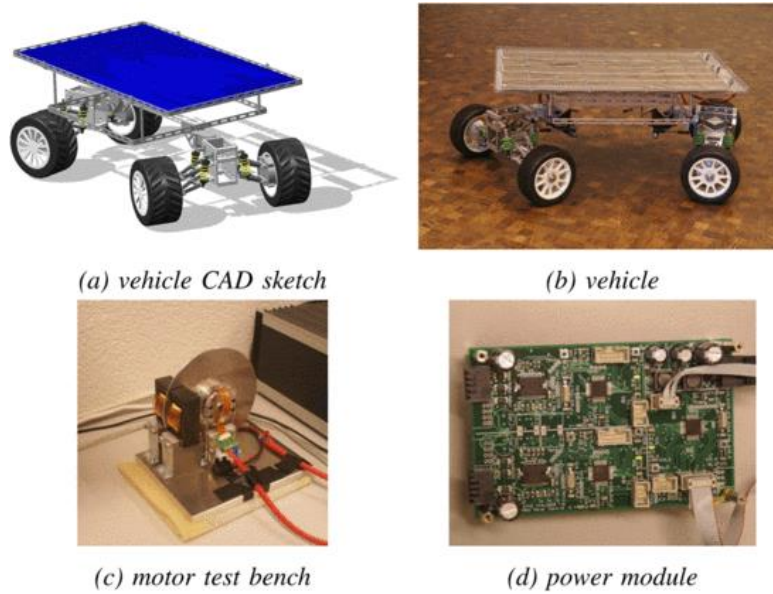 (a) vehicle CAD sketch
(b) vehicle
(c) motor test bench
(d) power module